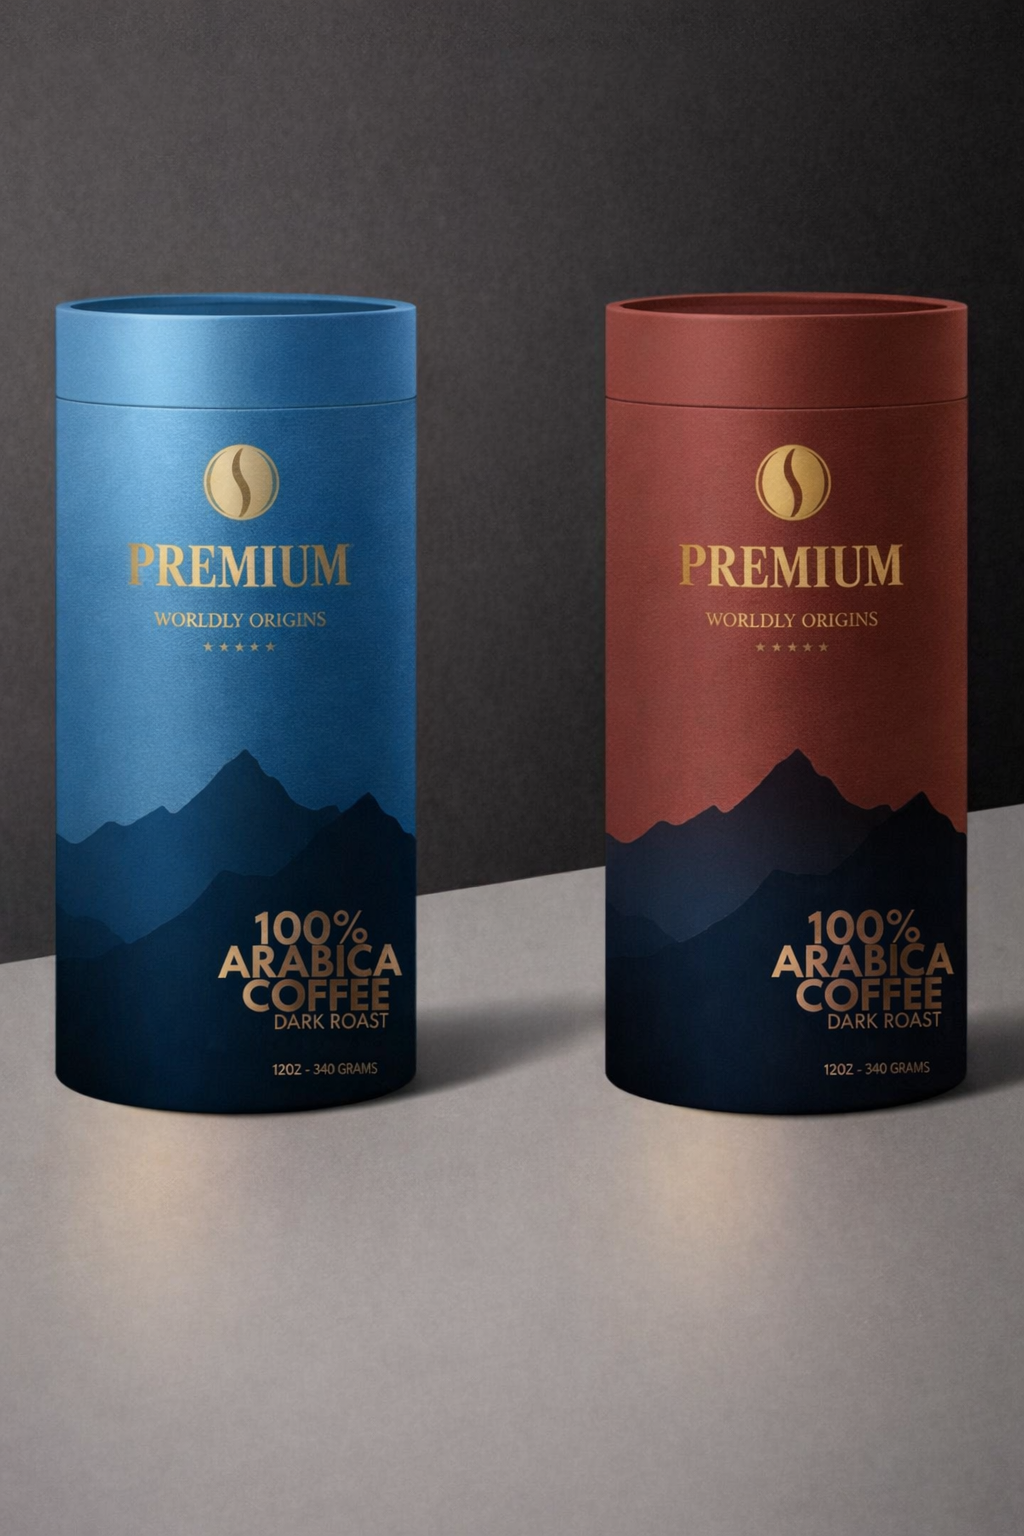 PREMIUM
WORLDLY ORIGINS
100%
ARABICA
COFFEE
DARK ROAST
12OZ - 340 GRAMS
PREMIUM
WORLDLY ORIGINS
100%
ARABICA
COFFEE
DARK ROAST
12OZ - 340 GRAMS